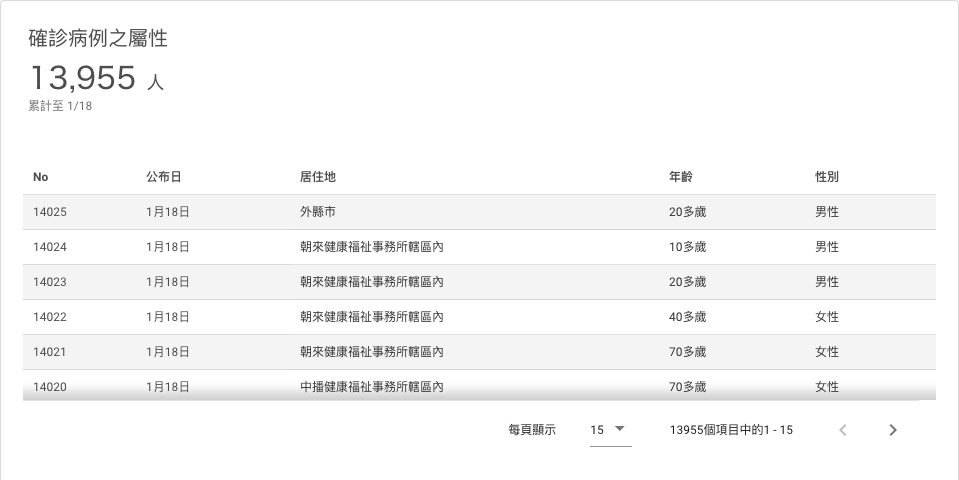 確診病例之屬性
13,955 人
累計至 1/18
No 公布日 居住地 年齡 性別
14025 1月18日 外縣市 20多歲 男性
14024 1月18日 朝來健康福祉事務所轄區內 10多歲 男性
14023 1月18日 朝來健康福祉事務所轄區內 20多歲 男性
14022 1月18日 朝來健康福祉事務所轄區內 40多歲 女性
14021 1月18日 朝來健康福祉事務所轄區內 70多歲 女性
14020 1月18日 中播健康福祉事務所轄區內 70多歲 女性
每頁顯示 15 13955個項目中的1 - 15